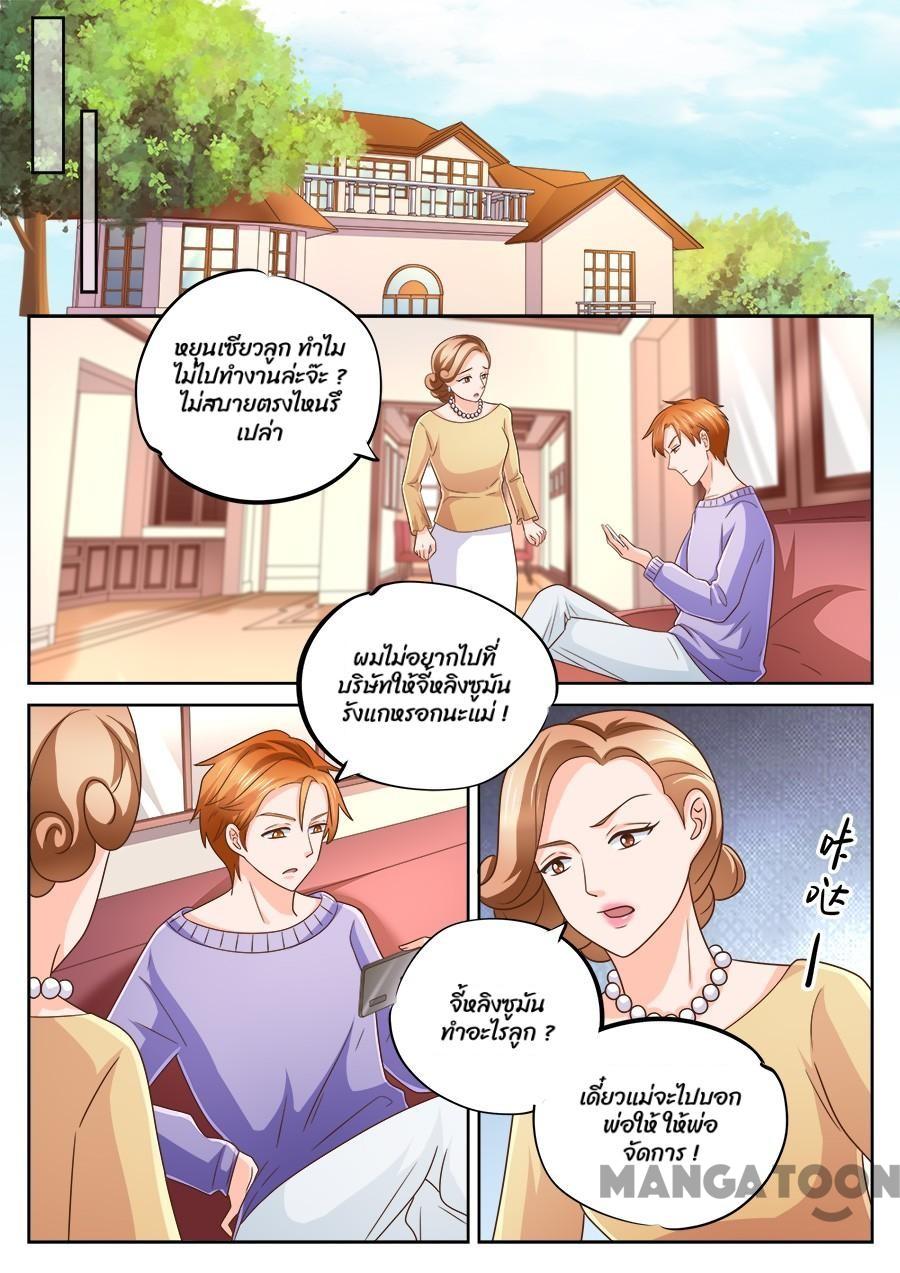 หยุนเซียวลูก ทำไม
ไม่ไปทำงานล่ะจ๊ะ ?
ไม่สบายตรงไหนรึ
เปล่า
ผมไม่อยากไปที่
บริษัทให้จี้หลิงซูมัน
รังแกหรอกนะแม่ !
จี้หลิงซูมัน
ทำอะไรลูก ?
咔
哒
เดี๋ยวแม่จะไปบอก
พ่อให้ ให้พ่อ
จัดการ !
MANGATOON